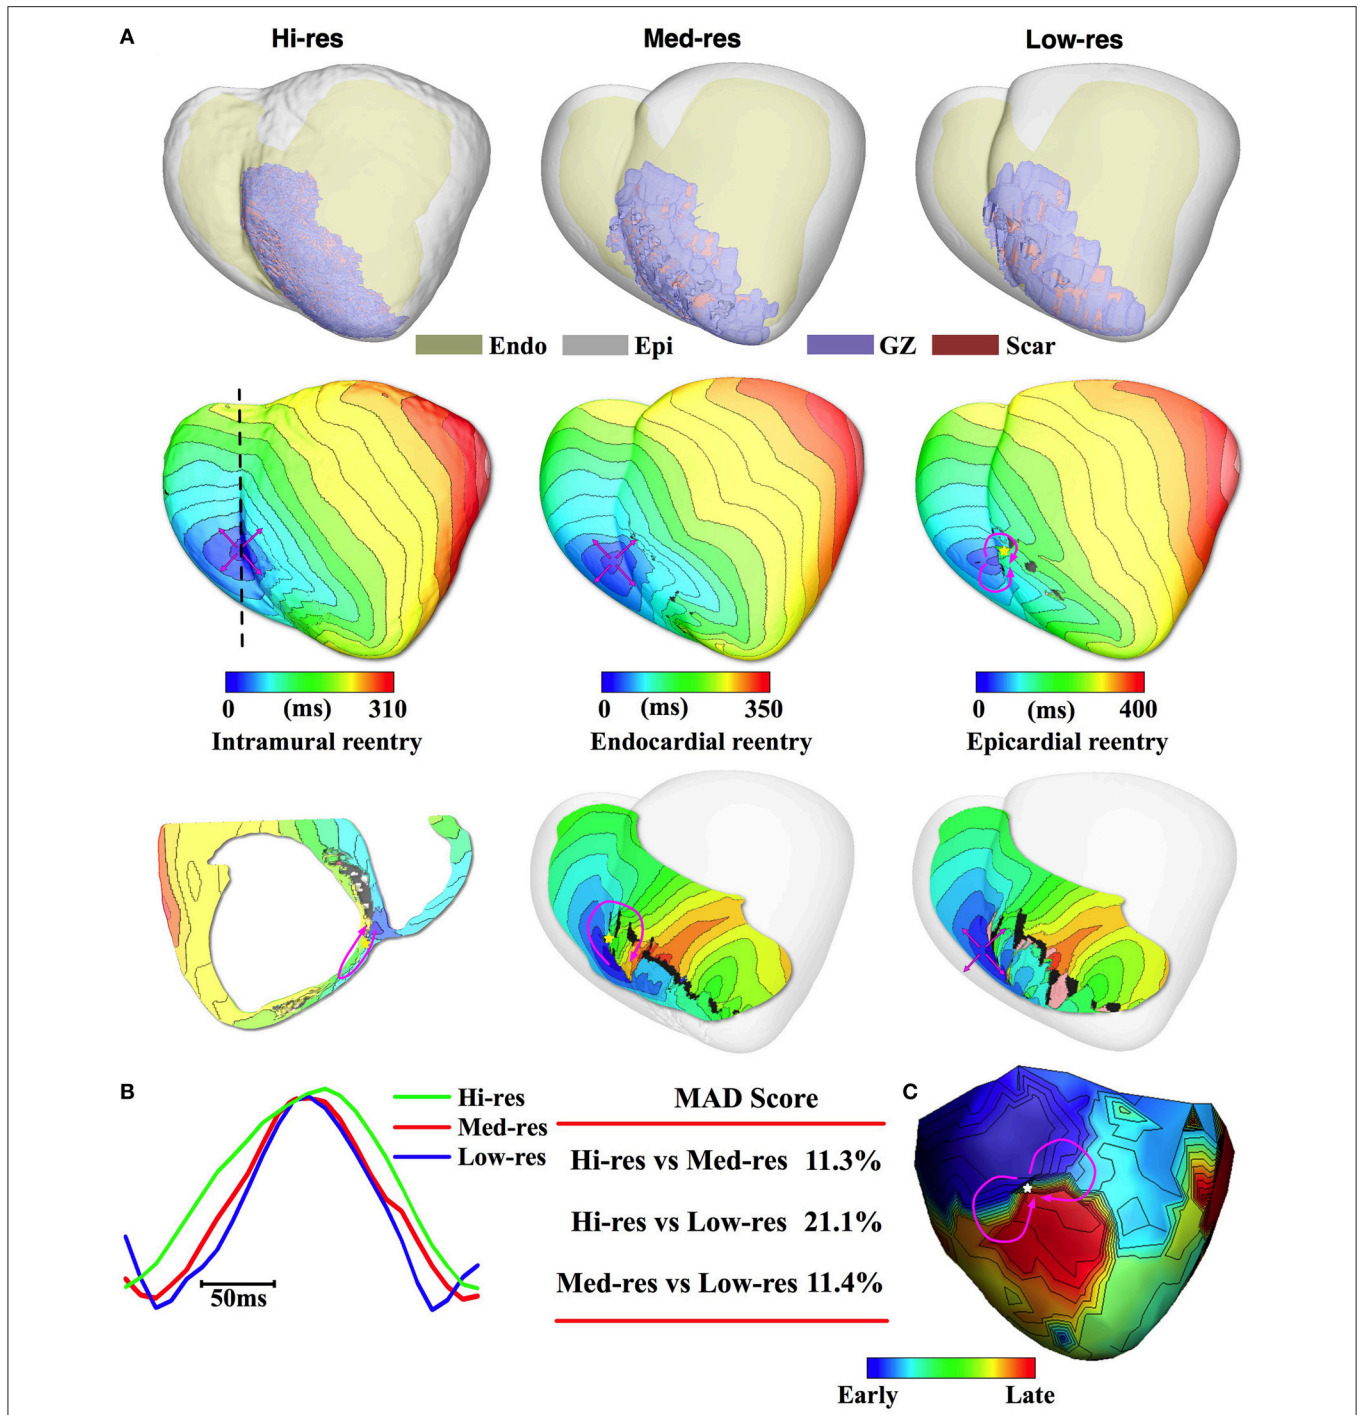 A
Hi-res Med-res Low-res
Endo Epi GZ Scar
0 (ms) 310 0 (ms) 350 0 (ms) 400
Intramural reentry Endocardial reentry Epicardial reentry
B
Hi-res
Med-res
Low-res
50ms
MAD Score
Hi-res vs Med-res 11.3%
Hi-res vs Low-res 21.1%
Med-res vs Low-res 11.4%
C
Early Late